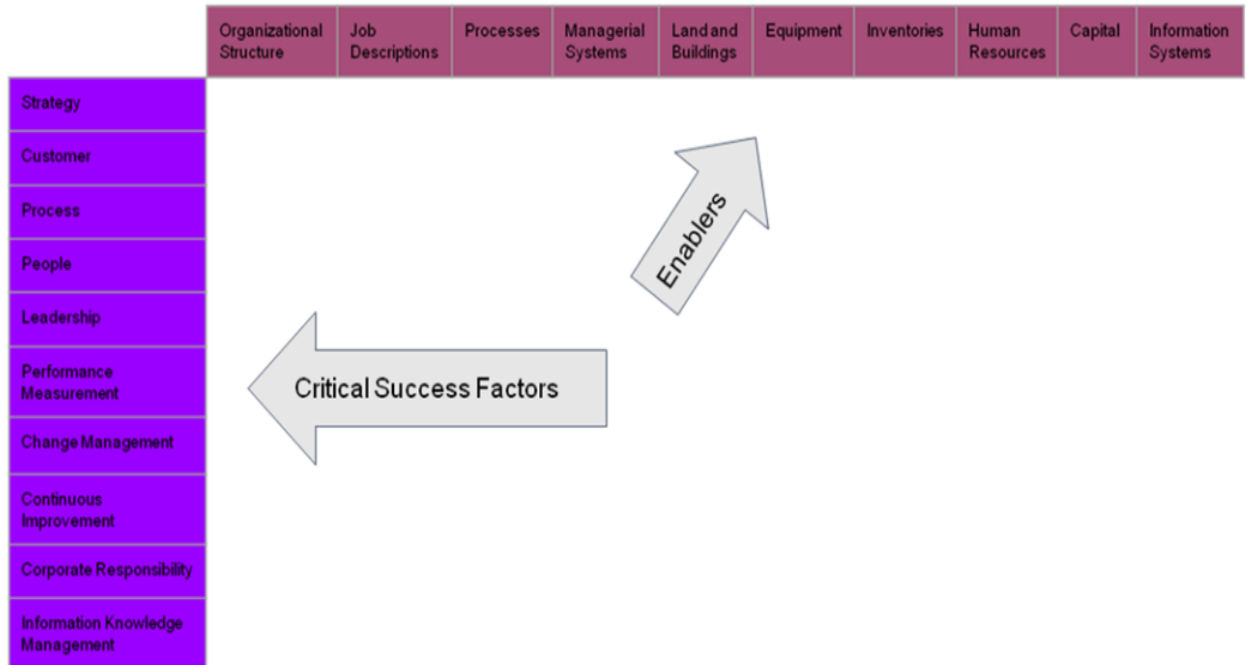 Organizational
Structure
Job
Descriptions
Processes
Managerial
Systems
Land and
Buildings
Equipment
Inventories
Human
Resources
Capital
Information
Systems
Strategy
Customer
Process
People
Leadership
Performance
Measurement
Change Management
Continuous
Improvement
Corporate Responsibility
Information Knowledge
Management
Enablers
Critical Success Factors